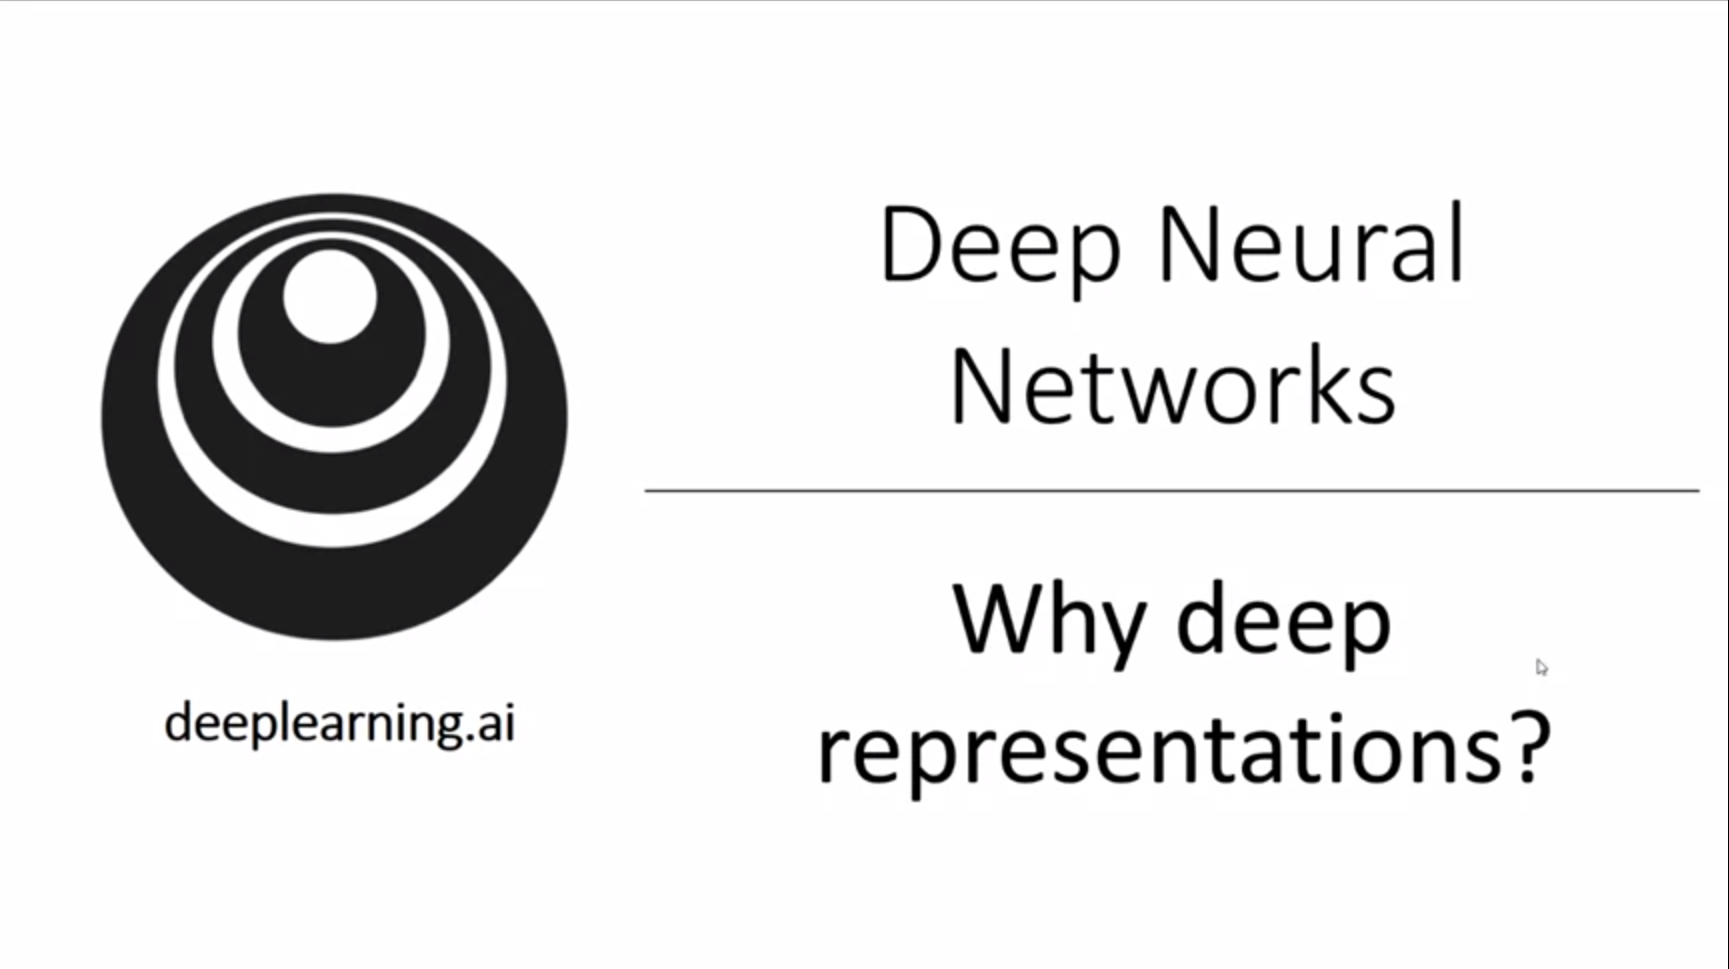 Deep Neural
Networks
Why deep
representations?
deeplearning.ai